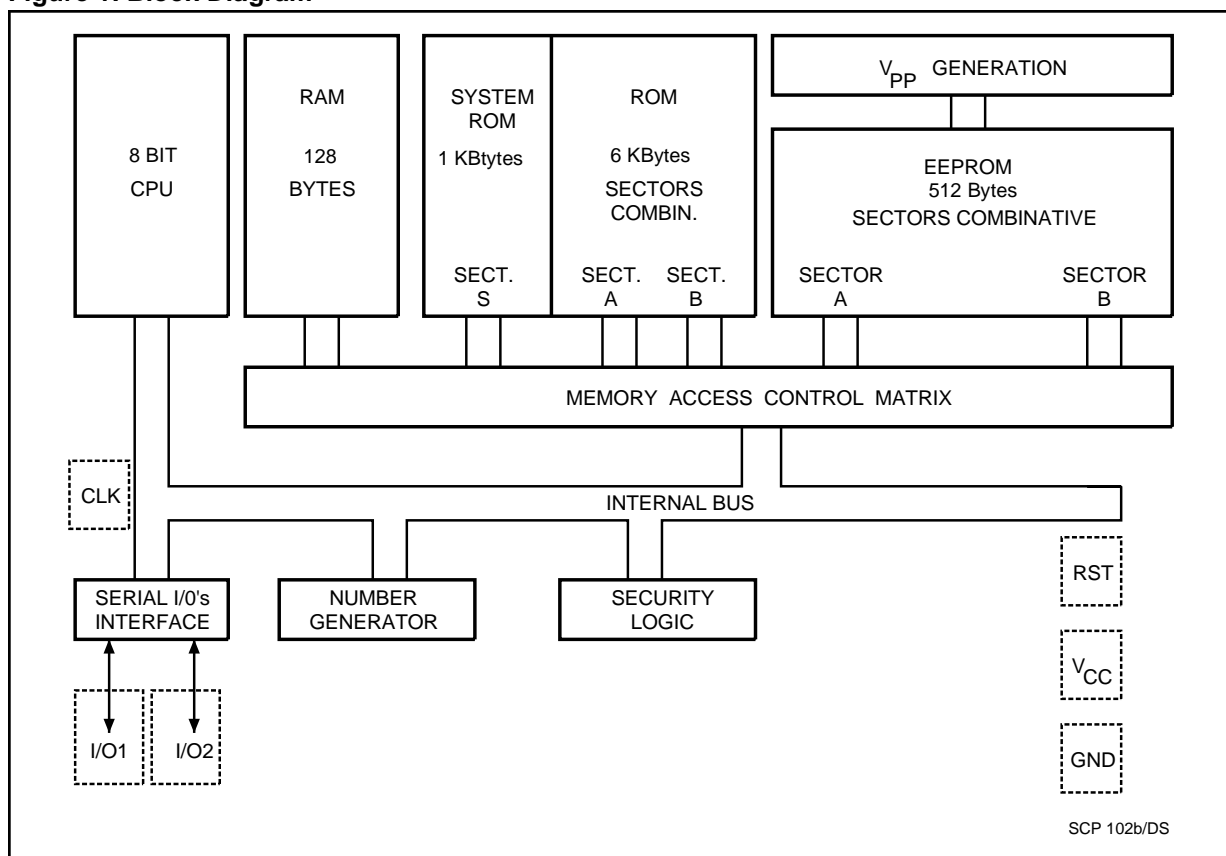 Figure 1. Block Diagram
8 BIT
CPU
RAM
128
BYTES
SYSTEM
ROM
1 KBtytes
SECT.
S
ROM
6 KBytes
SECTORS
COMBIN.
SECT.
A
SECT.
B
VPP GENERATION
EEPROM
512 Bytes
SECTORS COMBINATIVE
SECTOR
A
SECTOR
B
MEMORY ACCESS CONTROL MATRIX
CLK
INTERNAL BUS
SERIAL I/0's
INTERFACE
NUMBER
GENERATOR
SECURITY
LOGIC
RST
VCC
GND
I/O1
I/O2
SCP 102b/DS